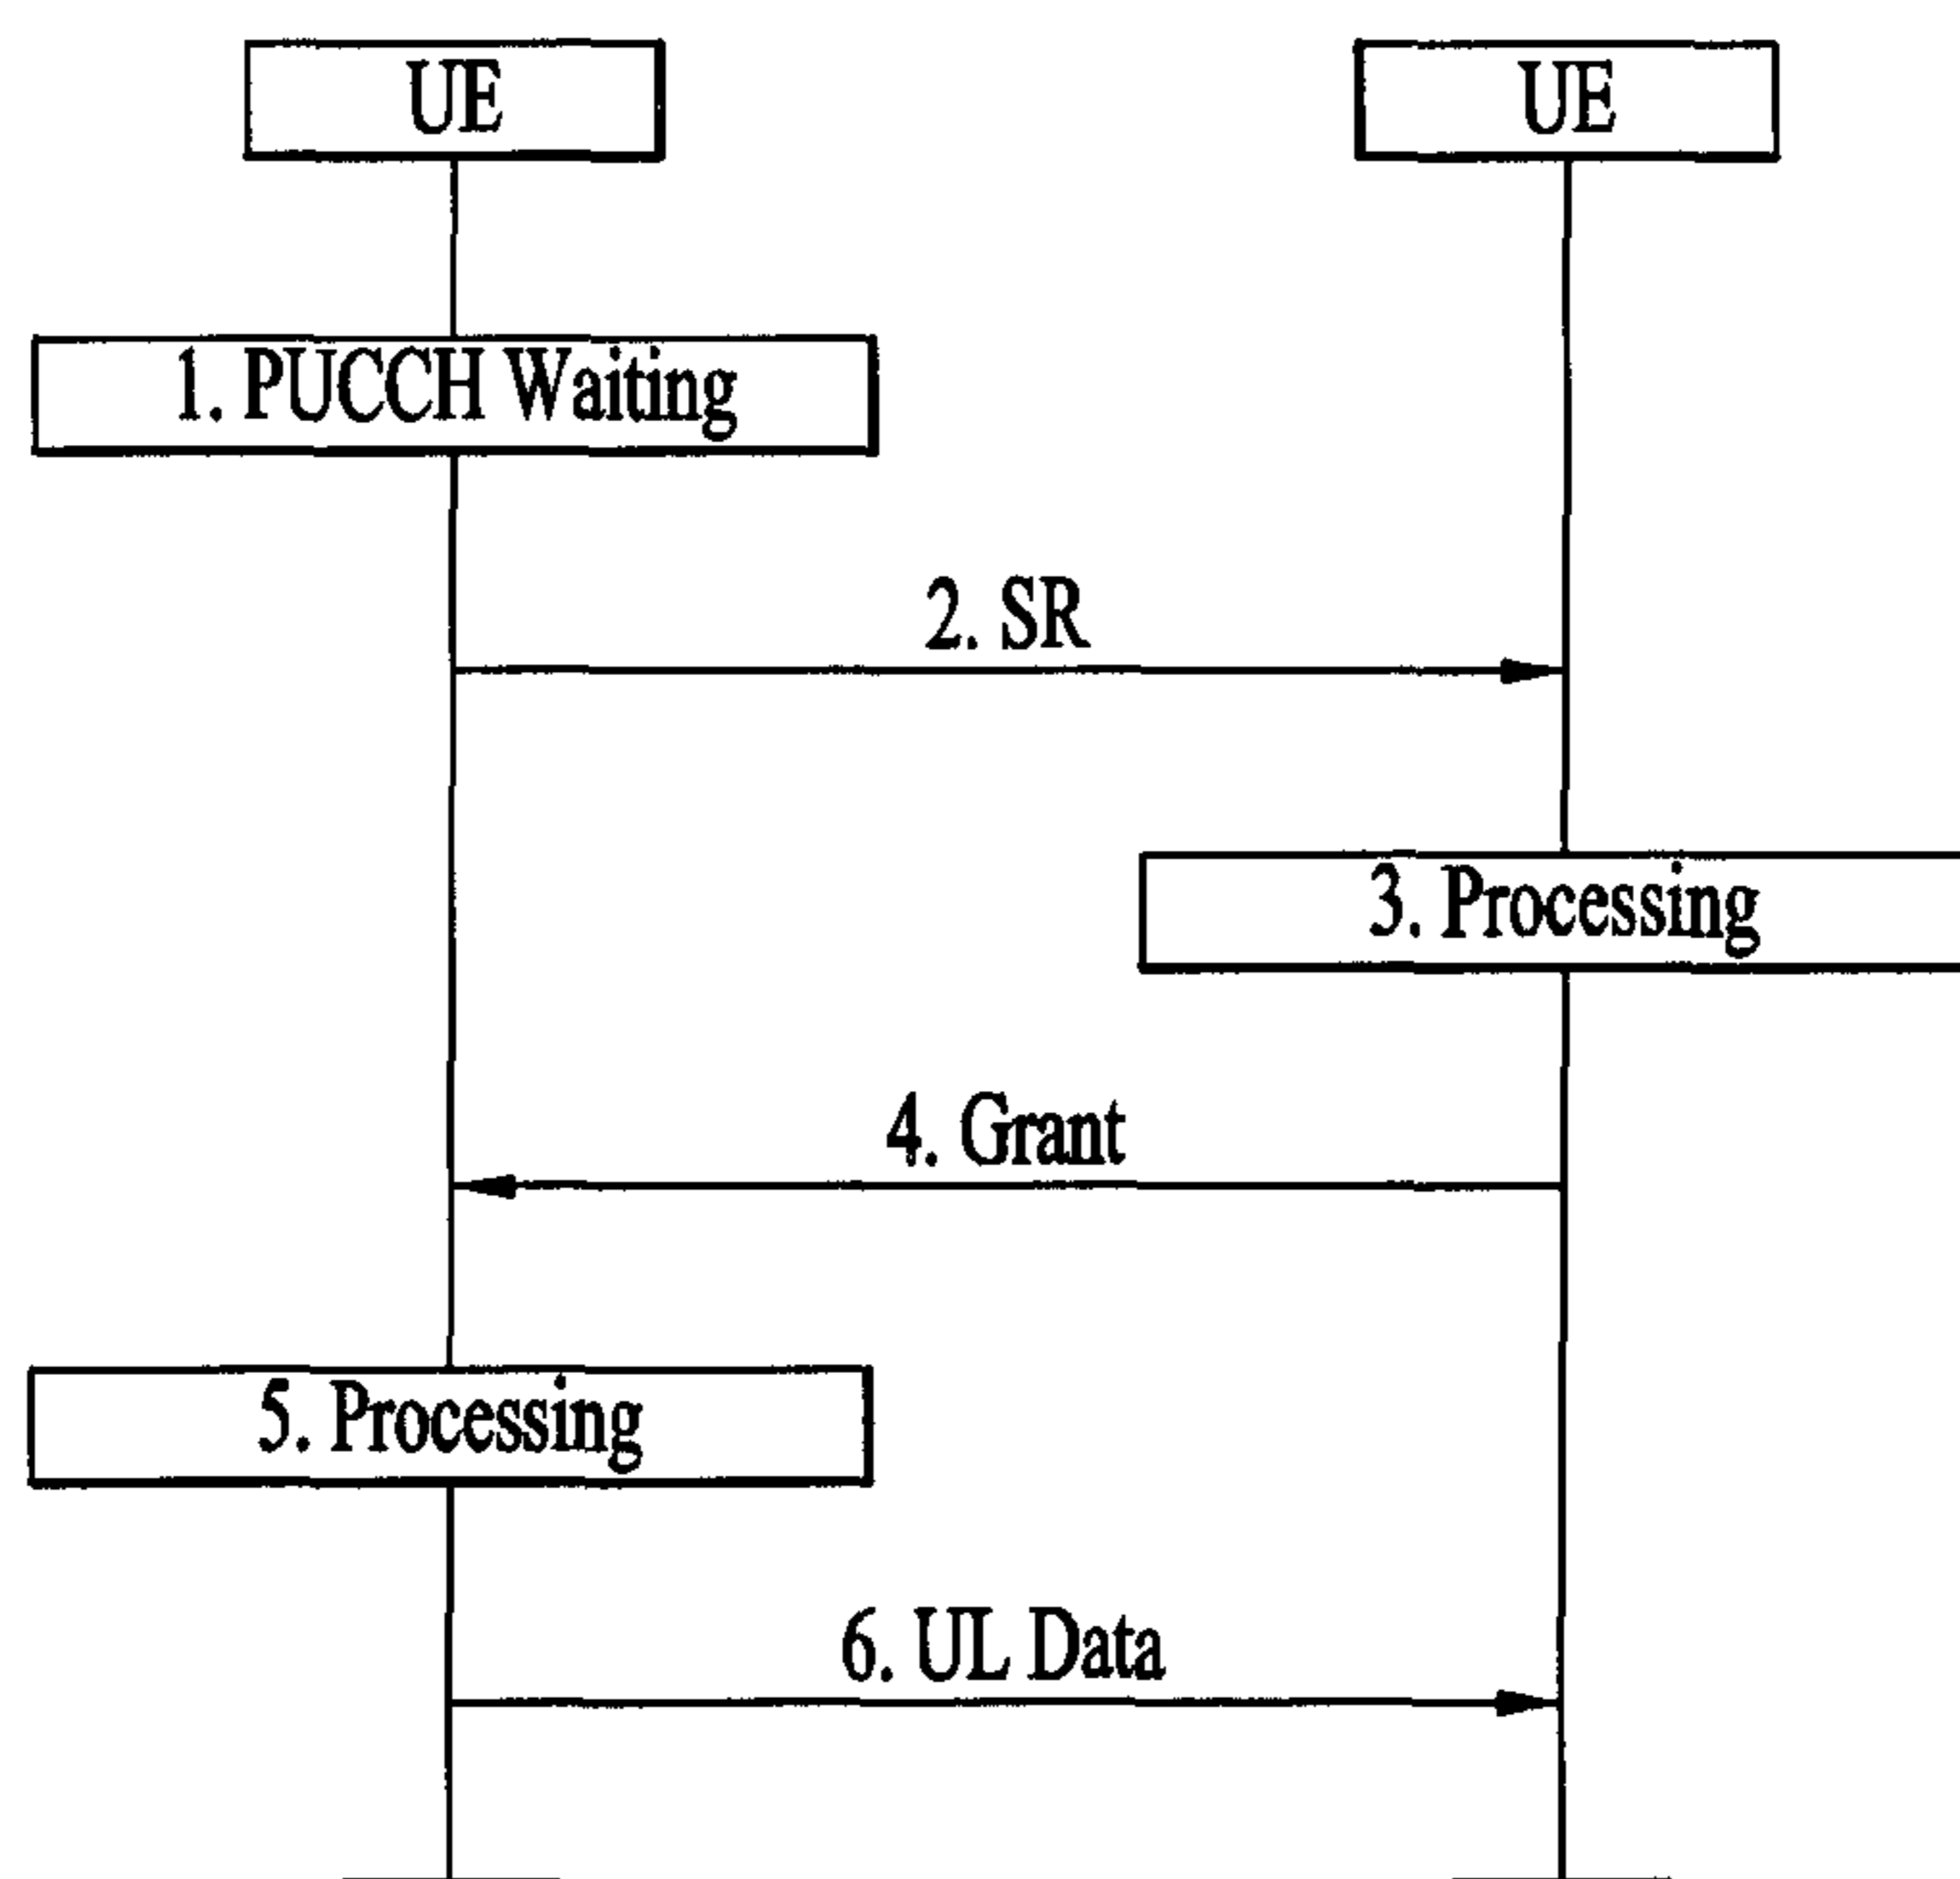 UE UE
1. PUCCH Waiting
2. SR
3. Processing
4. Grant
5. Processing
6. UL Data